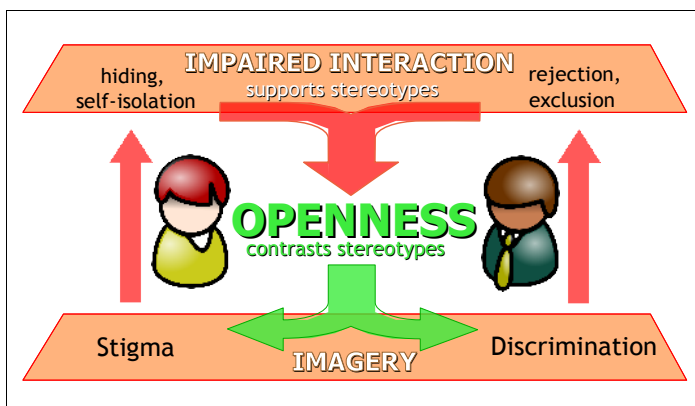 IMPAIRED INTERACTION
supports stereotypes
hiding,
self-isolation
rejection,
exclusion
OPENNESS
contrasts stereotypes
Stigma
Discrimination
IMAGERY